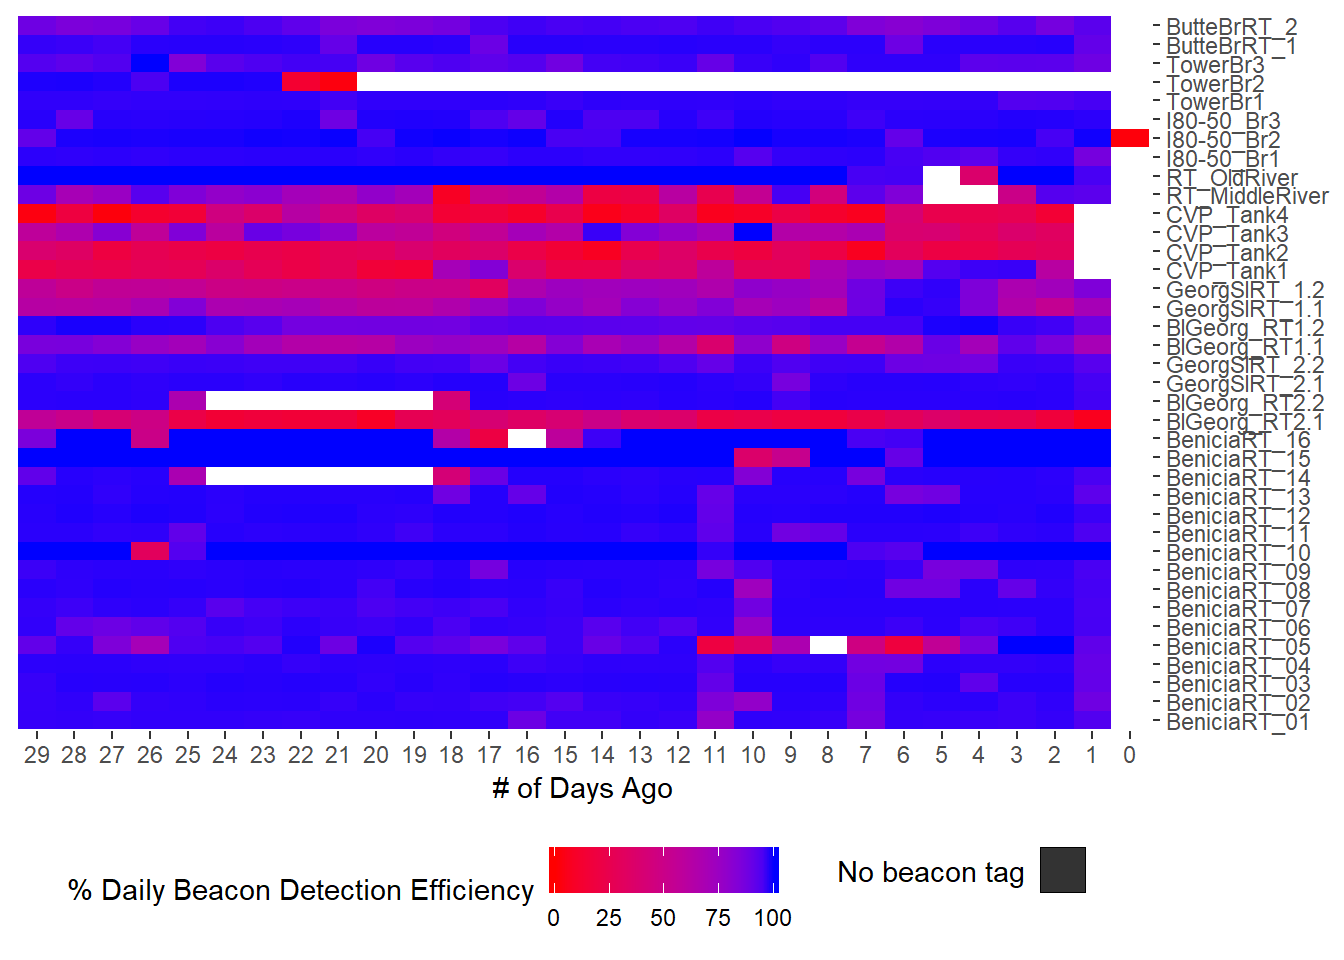 ButteBrRT_2
ButteBrRT_1
TowerBr3
TowerBr2
TowerBr1
I80-50_Br3
I80-50_Br2
I80-50_Br1
RT_OldRiver
RT_MiddleRiver
CVP_Tank4
CVP_Tank3
CVP_Tank2
CVP_Tank1
GeorgSlRT_1.2
GeorgSlRT_1.1
BlGeorg_RT1.2
BlGeorg_RT1.1
GeorgSlRT_2.2
GeorgSlRT_2.1
BlGeorg_RT2.2
BlGeorg_RT2.1
BeniciaRT_16
BeniciaRT_15
BeniciaRT_14
BeniciaRT_13
BeniciaRT_12
BeniciaRT_11
BeniciaRT_10
BeniciaRT_09
BeniciaRT_08
BeniciaRT_07
BeniciaRT_06
BeniciaRT_05
BeniciaRT_04
BeniciaRT_03
BeniciaRT_02
BeniciaRT_01
29 28 27 26 25 24 23 22 21 20 19 18 17 16 15 14 13 12 11 10 9 8 7 6 5 4 3 2 1 0
# of Days Ago
% Daily Beacon Detection Efficiency
0 25 50 75 100
No beacon tag